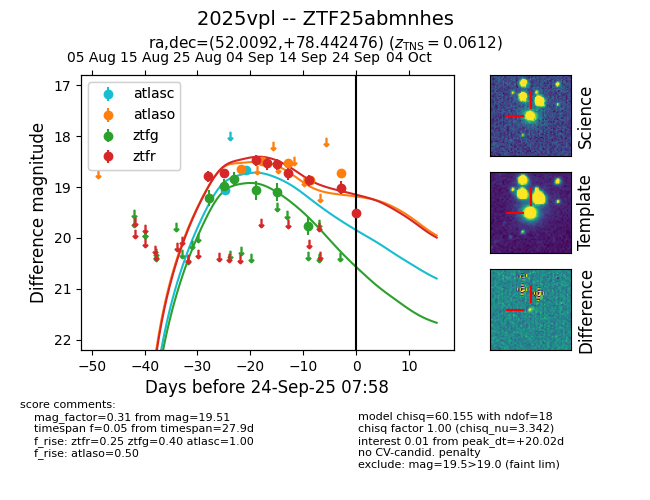 2025vpl -- ZTF25abmnhes
ra,dec=(52.0092,+78.442476) (zTNS = 0.0612)
05 Aug 15 Aug 25 Aug 04 Sep 14 Sep 24 Sep 04 Oct
17
18
19
20
21
22
Difference magnitude
atlasc
atlaso
ztfg
ztfr
−50 −40 −30 −20 −10 0 10
Days before 24-Sep-25 07:58
Science
Template
Difference
score comments:
mag_factor=0.31 from mag=19.51
timespan f=0.05 from timespan=27.9d
f_rise: ztfr=0.25 ztfg=0.40 atlasc=1.00
f_rise: atlaso=0.50
model chisq=60.155 with ndof=18
chisq factor 1.00 (chisq_nu=3.342)
interest 0.01 from peak_dt=+20.02d
no CV-candid. penalty
exclude: mag=19.5>19.0 (faint lim)